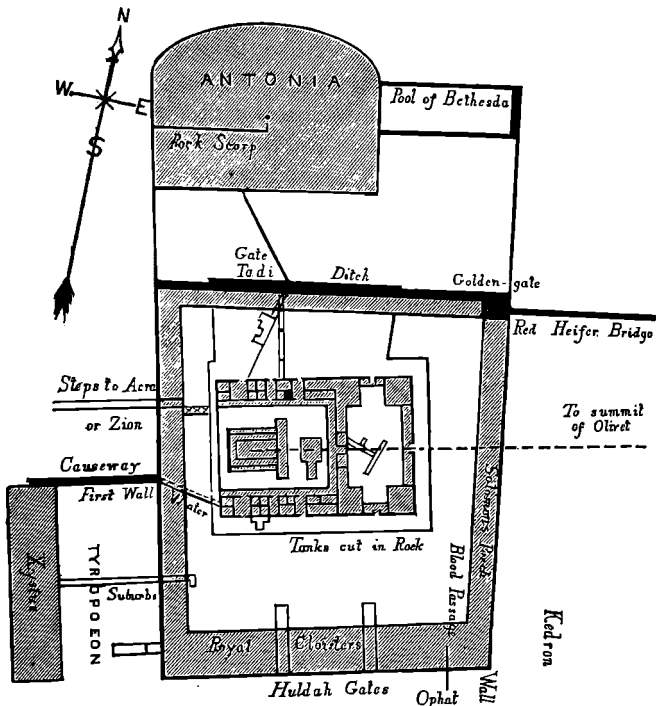 N
W
E
S
ANTONIA
Rock Scarp
Pool of Bethesda
Gate
Tadi
Ditch
Golden-gate
Red Heifer Bridge
Steps to Acra
or Zion
To summit
of Olivet
Causeway
First Wall
Water
Solomons Porch
Tanks cut in Rock
Xystus
TYROPOEON
Suburbs
Blood Passage
Kedron
Royal Cloisters
Huldah Gates
Ophat
Wall